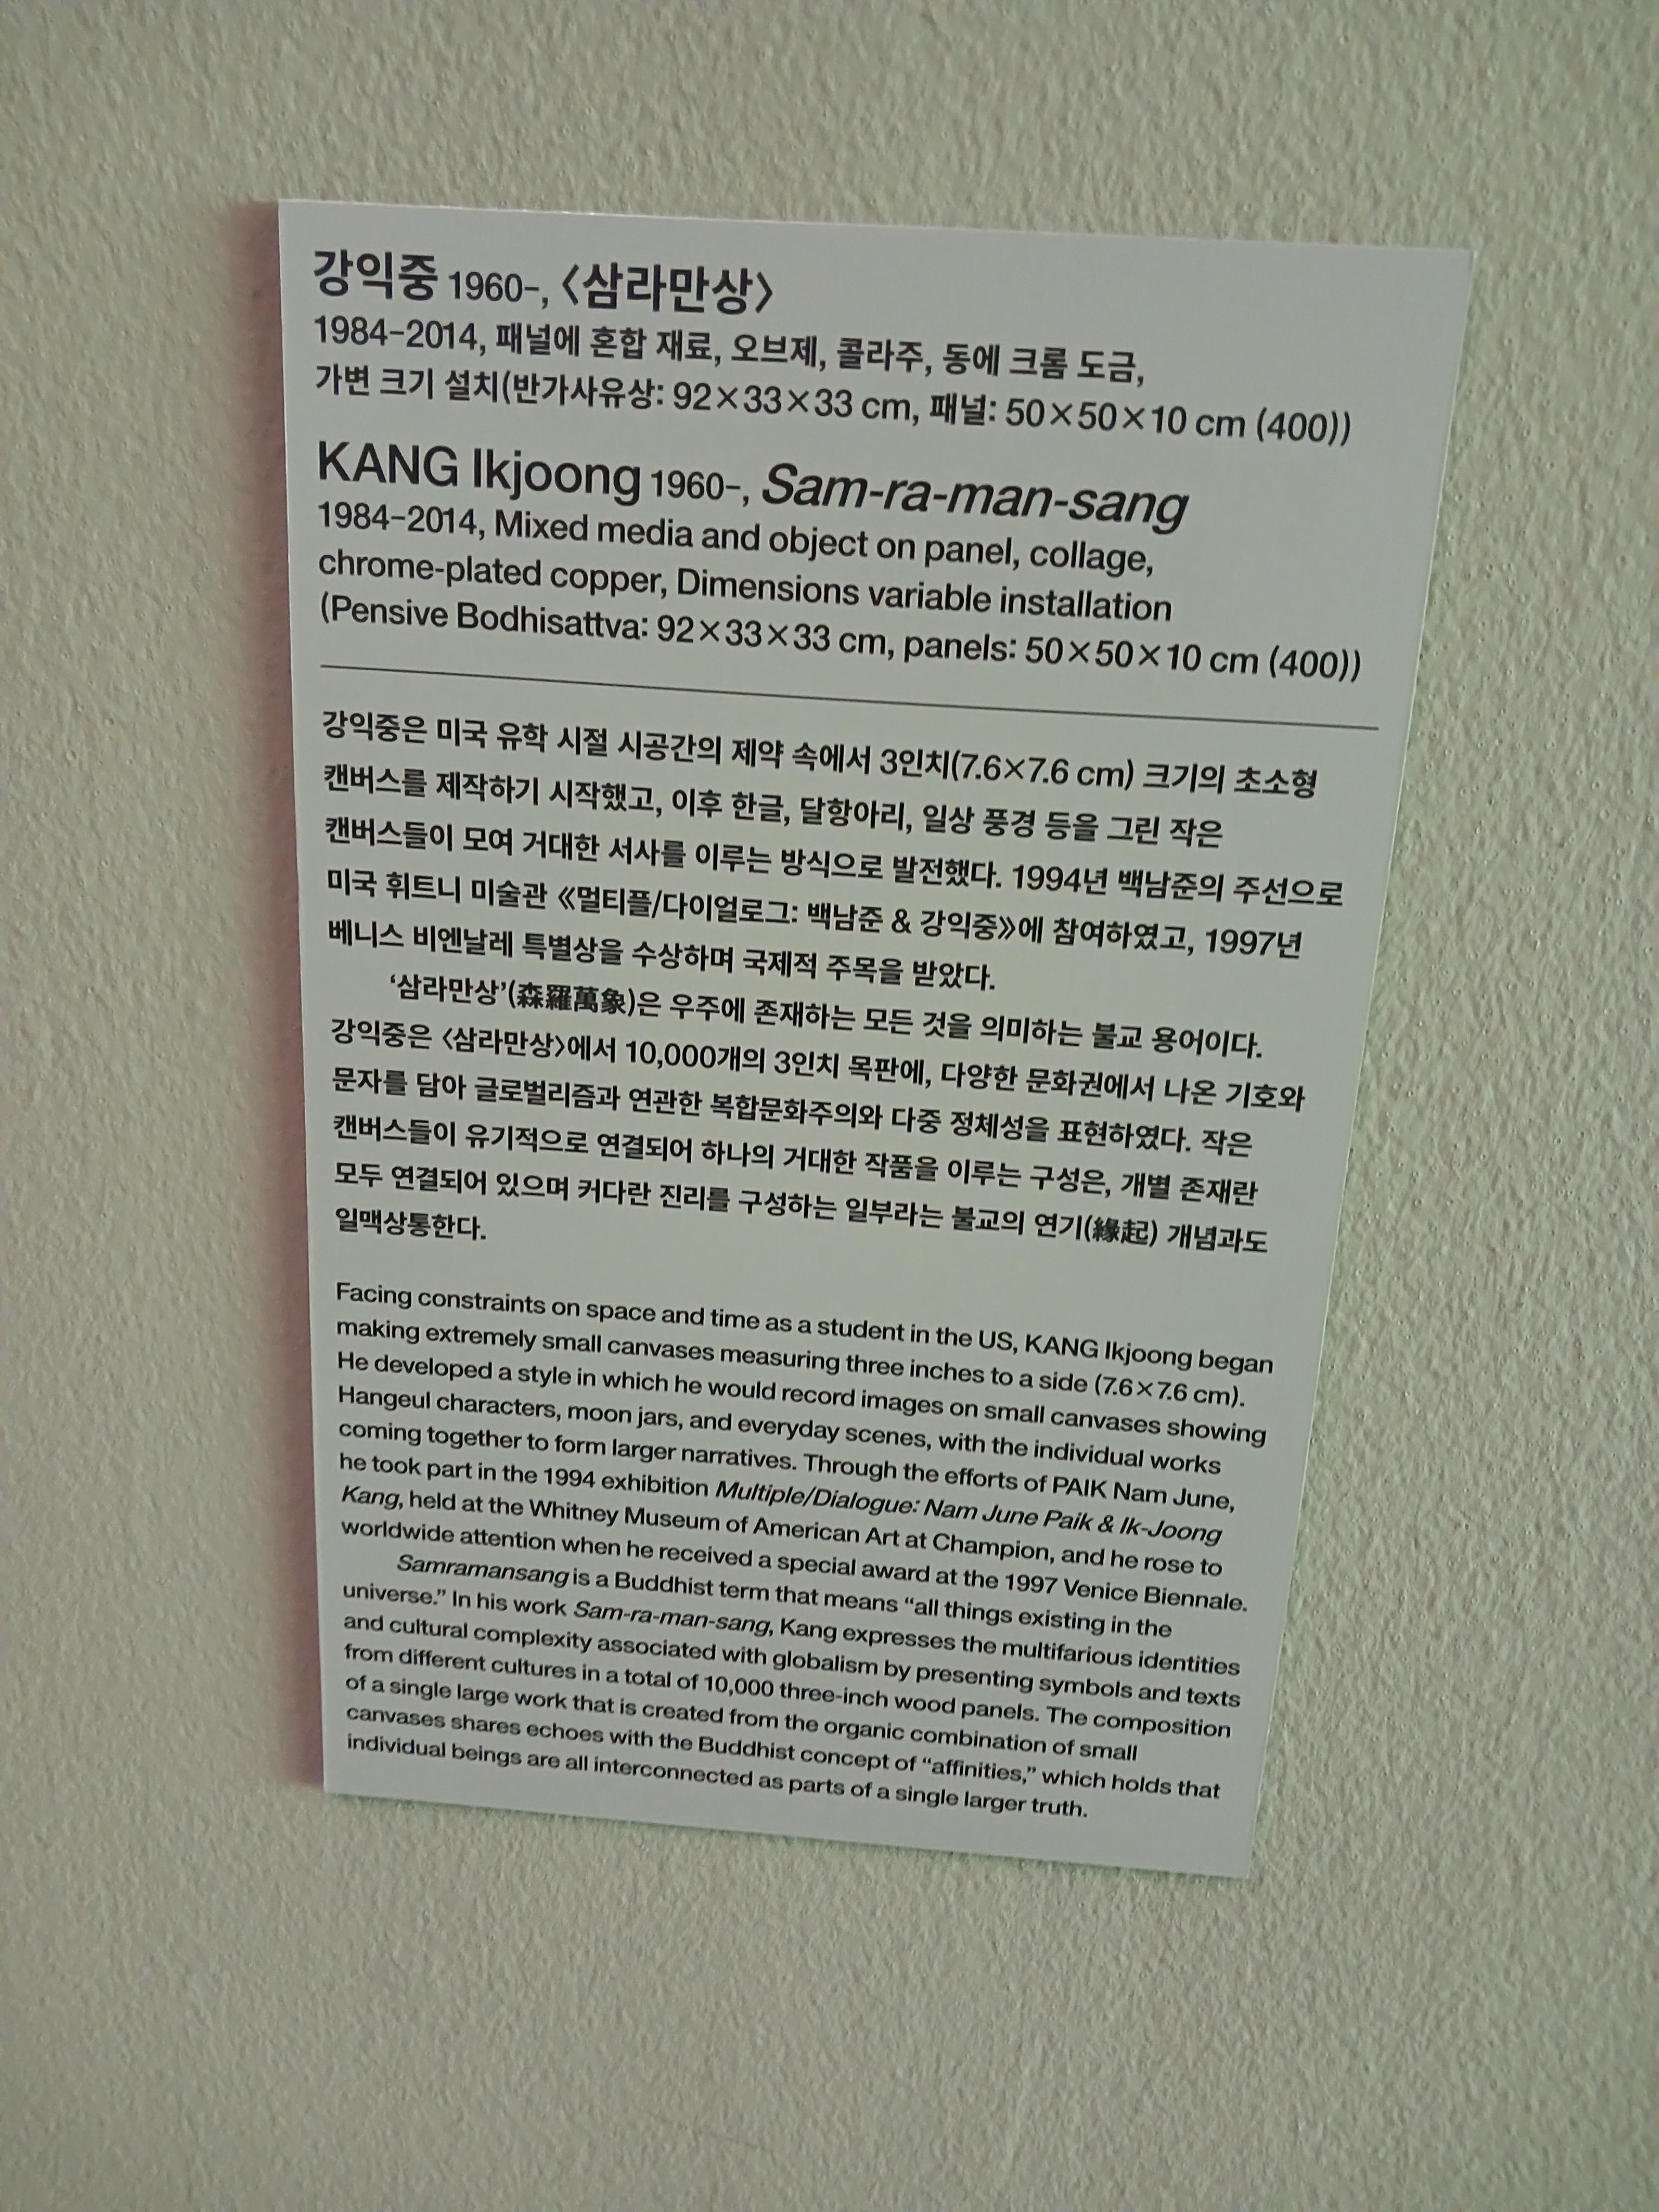 강익중 1960–, 〈삼라만상〉
1984–2014, 패널에 혼합 재료, 오브제, 콜라주, 동에 크롬 도금,
가변 크기 설치(반가사유상: 92×33×33 cm, 패널: 50×50×10 cm (400))
KANG Ikjoong 1960–, Sam-ra-man-sang
1984–2014, Mixed media and object on panel, collage,
chrome-plated copper, Dimensions variable installation
(Pensive Bodhisattva: 92×33×33 cm, panels: 50×50×10 cm (400))
강익중은 미국 유학 시절 시공간의 제약 속에서 3인치(7.6×7.6 cm) 크기의 초소형
캔버스를 제작하기 시작했고, 이후 한글, 달항아리, 일상 풍경 등을 그린 작은
캔버스들이 모여 거대한 서사를 이루는 방식으로 발전했다. 1994년 백남준의 주선으로
미국 휘트니 미술관 《멀티플/다이얼로그: 백남준 & 강익중》에 참여하였고, 1997년
베니스 비엔날레 특별상을 수상하며 국제적 주목을 받았다.
‘삼라만상’(森羅萬象)은 우주에 존재하는 모든 것을 의미하는 불교 용어이다.
강익중은 〈삼라만상〉에서 10,000개의 3인치 목판에, 다양한 문화권에서 나온 기호와
문자를 담아 글로벌리즘과 연관한 복합문화주의와 다중 정체성을 표현하였다. 작은
캔버스들이 유기적으로 연결되어 하나의 거대한 작품을 이루는 구성은, 개별 존재란
모두 연결되어 있으며 커다란 진리를 구성하는 일부라는 불교의 연기(緣起) 개념과도
일맥상통한다.
Facing constraints on space and time as a student in the US, KANG Ikjoong began
making extremely small canvases measuring three inches to a side (7.6×7.6 cm).
He developed a style in which he would record images on small canvases showing
Hangeul characters, moon jars, and everyday scenes, with the individual works
coming together to form larger narratives. Through the efforts of PAIK Nam June,
he took part in the 1994 exhibition Multiple/Dialogue: Nam June Paik & Ik-Joong
Kang, held at the Whitney Museum of American Art at Champion, and he rose to
worldwide attention when he received a special award at the 1997 Venice Biennale.
Samramansang is a Buddhist term that means “all things existing in the
universe.” In his work Sam-ra-man-sang, Kang expresses the multifarious identities
and cultural complexity associated with globalism by presenting symbols and texts
from different cultures in a total of 10,000 three-inch wood panels. The composition
of a single large work that is created from the organic combination of small
canvases shares echoes with the Buddhist concept of “affinities,” which holds that
individual beings are all interconnected as parts of a single larger truth.